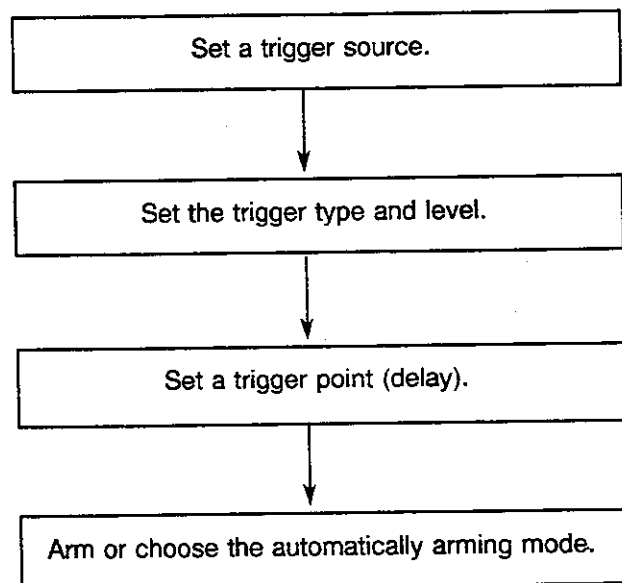 Set a trigger source.
Set the trigger type and level.
Set a trigger point (delay).
Arm or choose the automatically arming mode.